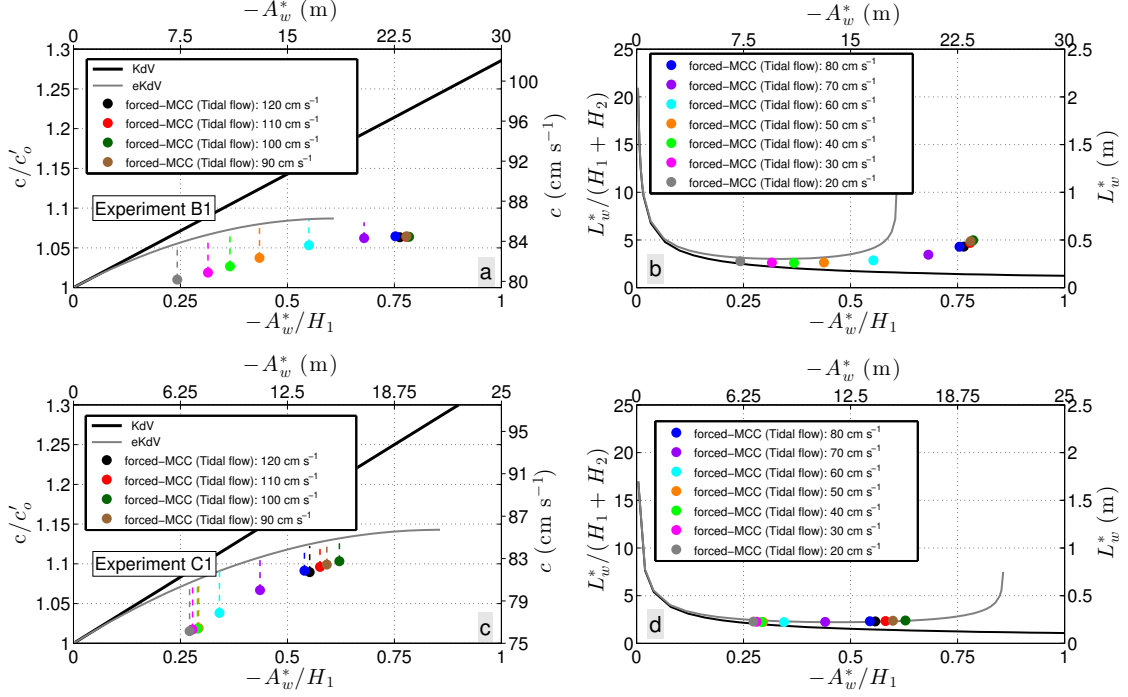 −A*w (m)
0 7.5 15 22.5 30
1.3
1.25
1.2
1.15
1.1
1.05
1
c/c′o
KdV
eKdV
forced−MCC (Tidal flow): 120 cm s−1
forced−MCC (Tidal flow): 110 cm s−1
forced−MCC (Tidal flow): 100 cm s−1
forced−MCC (Tidal flow): 90 cm s−1
Experiment B1
a
102
99
96
92
89
86
83
80
c (cm s−1)
0 0.25 0.5 0.75 1
−A*w/H1
−A*w (m)
0 7.5 15 22.5 30
25
20
15
10
5
0
L*w/(H1 + H2)
forced−MCC (Tidal flow): 80 cm s−1
forced−MCC (Tidal flow): 70 cm s−1
forced−MCC (Tidal flow): 60 cm s−1
forced−MCC (Tidal flow): 50 cm s−1
forced−MCC (Tidal flow): 40 cm s−1
forced−MCC (Tidal flow): 30 cm s−1
forced−MCC (Tidal flow): 20 cm s−1
b
2.5
2
1.5
1
0.5
0
L*w (m)
0 0.25 0.5 0.75 1
−A*w/H1
−A*w (m)
0 6.25 12.5 18.75 25
1.3
1.25
1.2
1.15
1.1
1.05
1
c/c′o
KdV
eKdV
forced−MCC (Tidal flow): 120 cm s−1
forced−MCC (Tidal flow): 110 cm s−1
forced−MCC (Tidal flow): 100 cm s−1
forced−MCC (Tidal flow): 90 cm s−1
Experiment C1
c
95
91
86
83
79
75
c (cm s−1)
0 0.25 0.5 0.75 1
−A*w/H1
−A*w (m)
0 6.25 12.5 18.75 25
25
20
15
10
5
0
L*w/(H1 + H2)
forced−MCC (Tidal flow): 80 cm s−1
forced−MCC (Tidal flow): 70 cm s−1
forced−MCC (Tidal flow): 60 cm s−1
forced−MCC (Tidal flow): 50 cm s−1
forced−MCC (Tidal flow): 40 cm s−1
forced−MCC (Tidal flow): 30 cm s−1
forced−MCC (Tidal flow): 20 cm s−1
d
2.5
2
1.5
1
0.5
0
L*w (m)
0 0.25 0.5 0.75 1
−A*w/H1